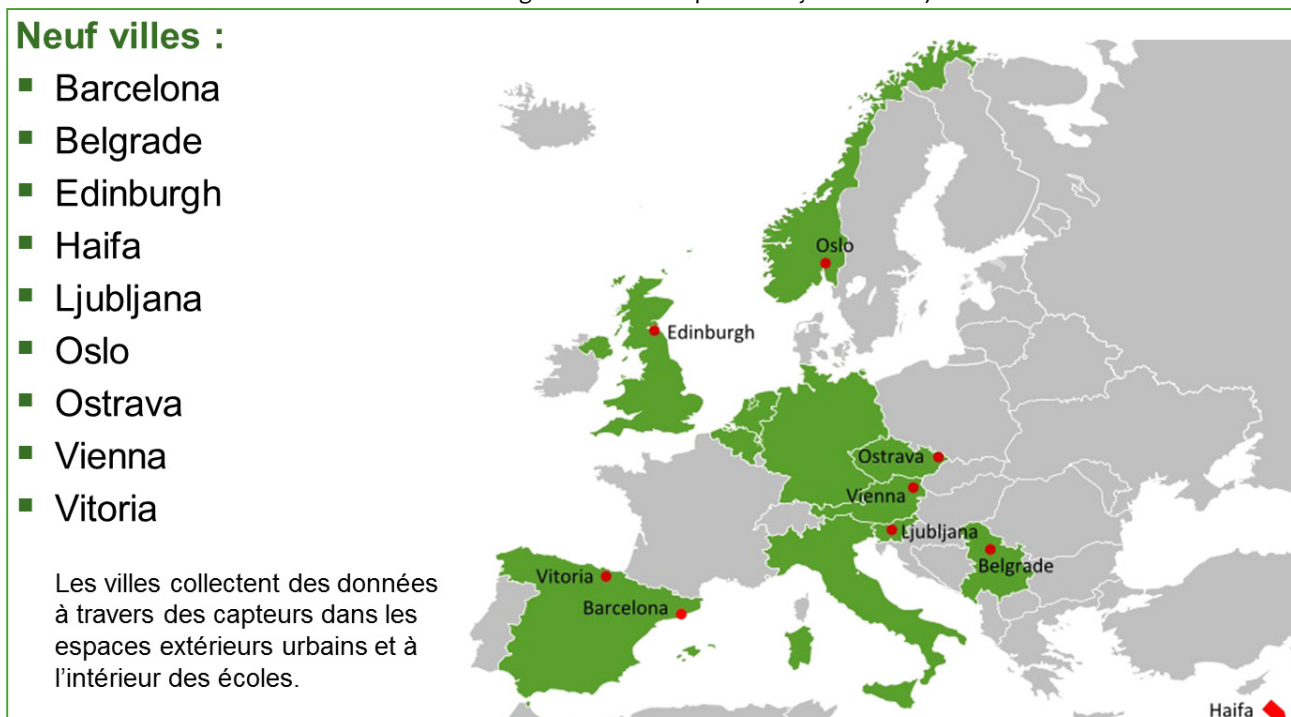 Neuf villes :
▪ Barcelona
▪ Belgrade
▪ Edinburgh
▪ Haifa
▪ Ljubljana
▪ Oslo
▪ Ostrava
▪ Vienna
▪ Vitoria
Les villes collectent des données
à travers des capteurs dans les
espaces extérieurs urbains et à
l’intérieur des écoles.
Oslo
Edinburgh
Ostrava
Vienna
Ljubljana
Belgrade
Vitoria
Barcelona
Haifa